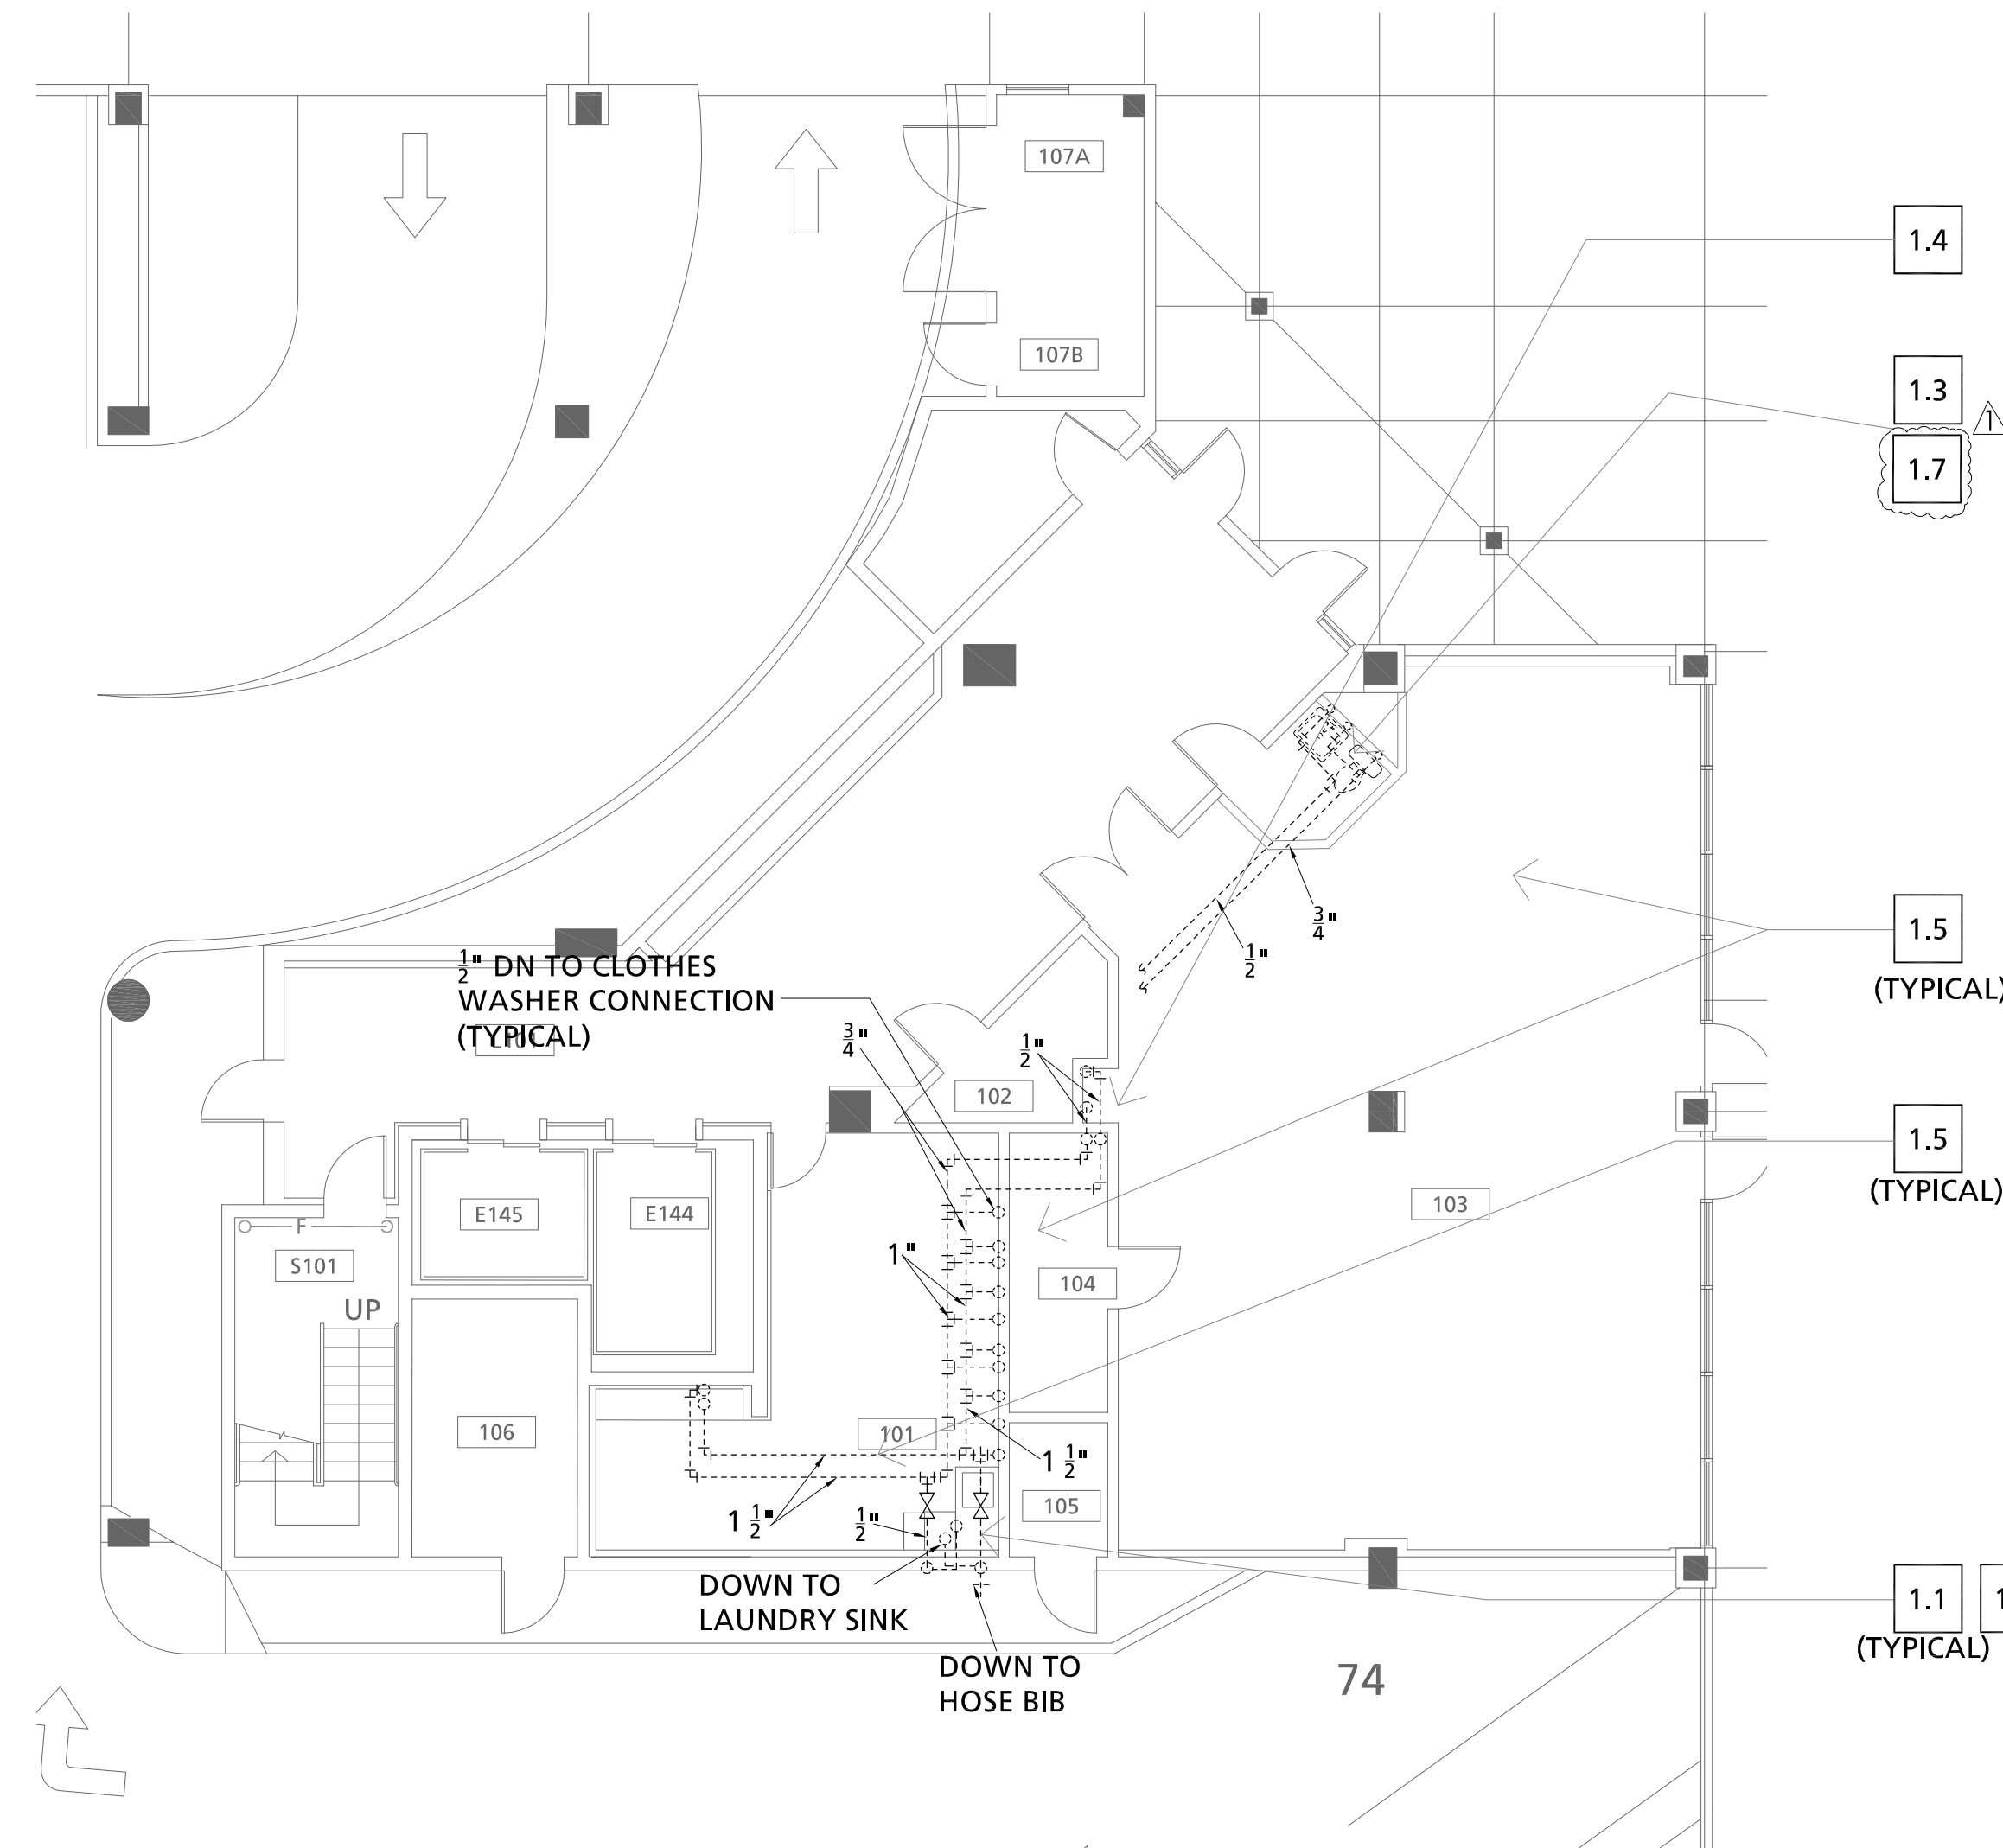 107A
1.4
107B
1.3
1
1.7
3/4"
1.5
1/2"
(TYPICAL)
1/2" DN TO CLOTHES
WASHER CONNECTION
(TYPICAL)
3/4"
1/2"
102
1.5
(TYPICAL)
E145
E144
103
F
S101
1"
104
UP
106
101
1 1/2"
105
1 1/2"
1/2"
DOWN TO
LAUNDRY SINK
1.1
(TYPICAL)
DOWN TO
HOSE BIB
74